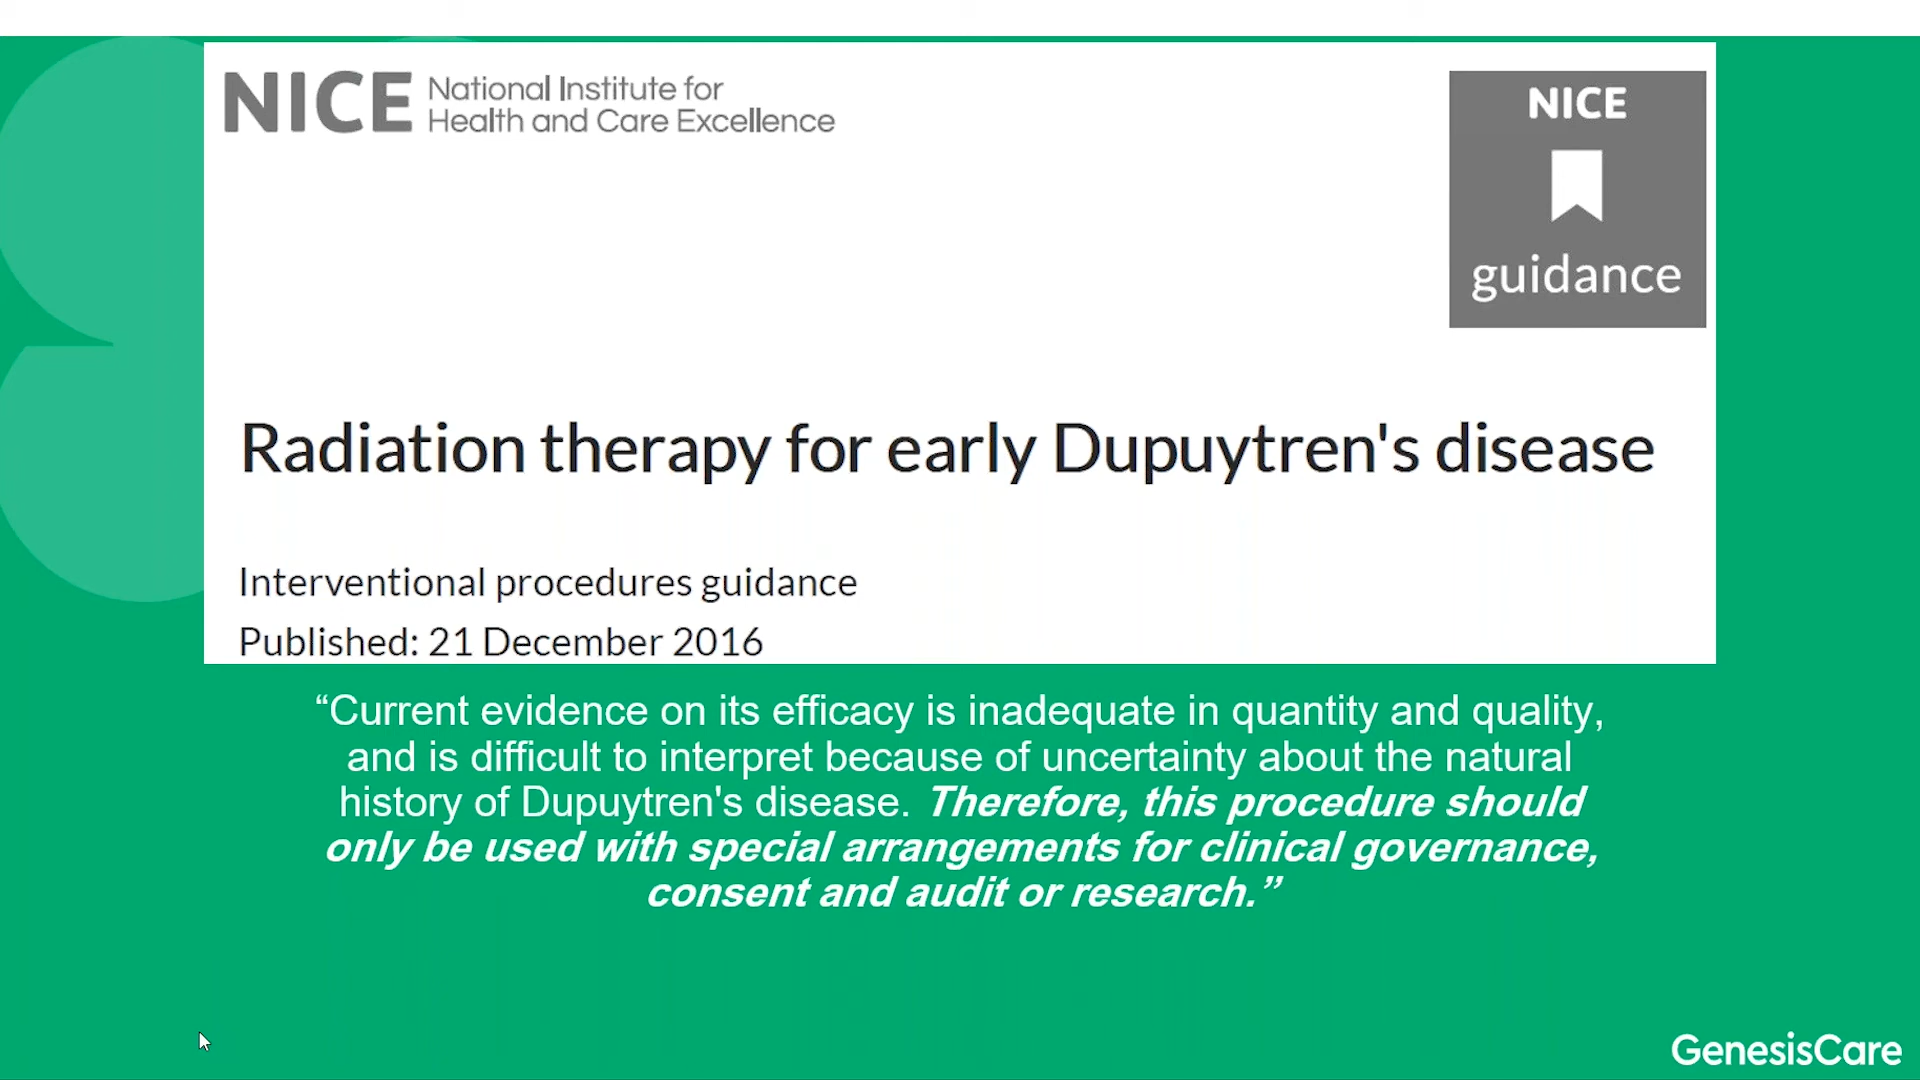 NICE National Institute for
Health and Care Excellence
NICE
guidance
Radiation therapy for early Dupuytren's disease
Interventional procedures guidance
Published: 21 December 2016
“Current evidence on its efficacy is inadequate in quantity and quality,
and is difficult to interpret because of uncertainty about the natural
history of Dupuytren's disease. Therefore, this procedure should
only be used with special arrangements for clinical governance,
consent and audit or research.”
GenesisCare